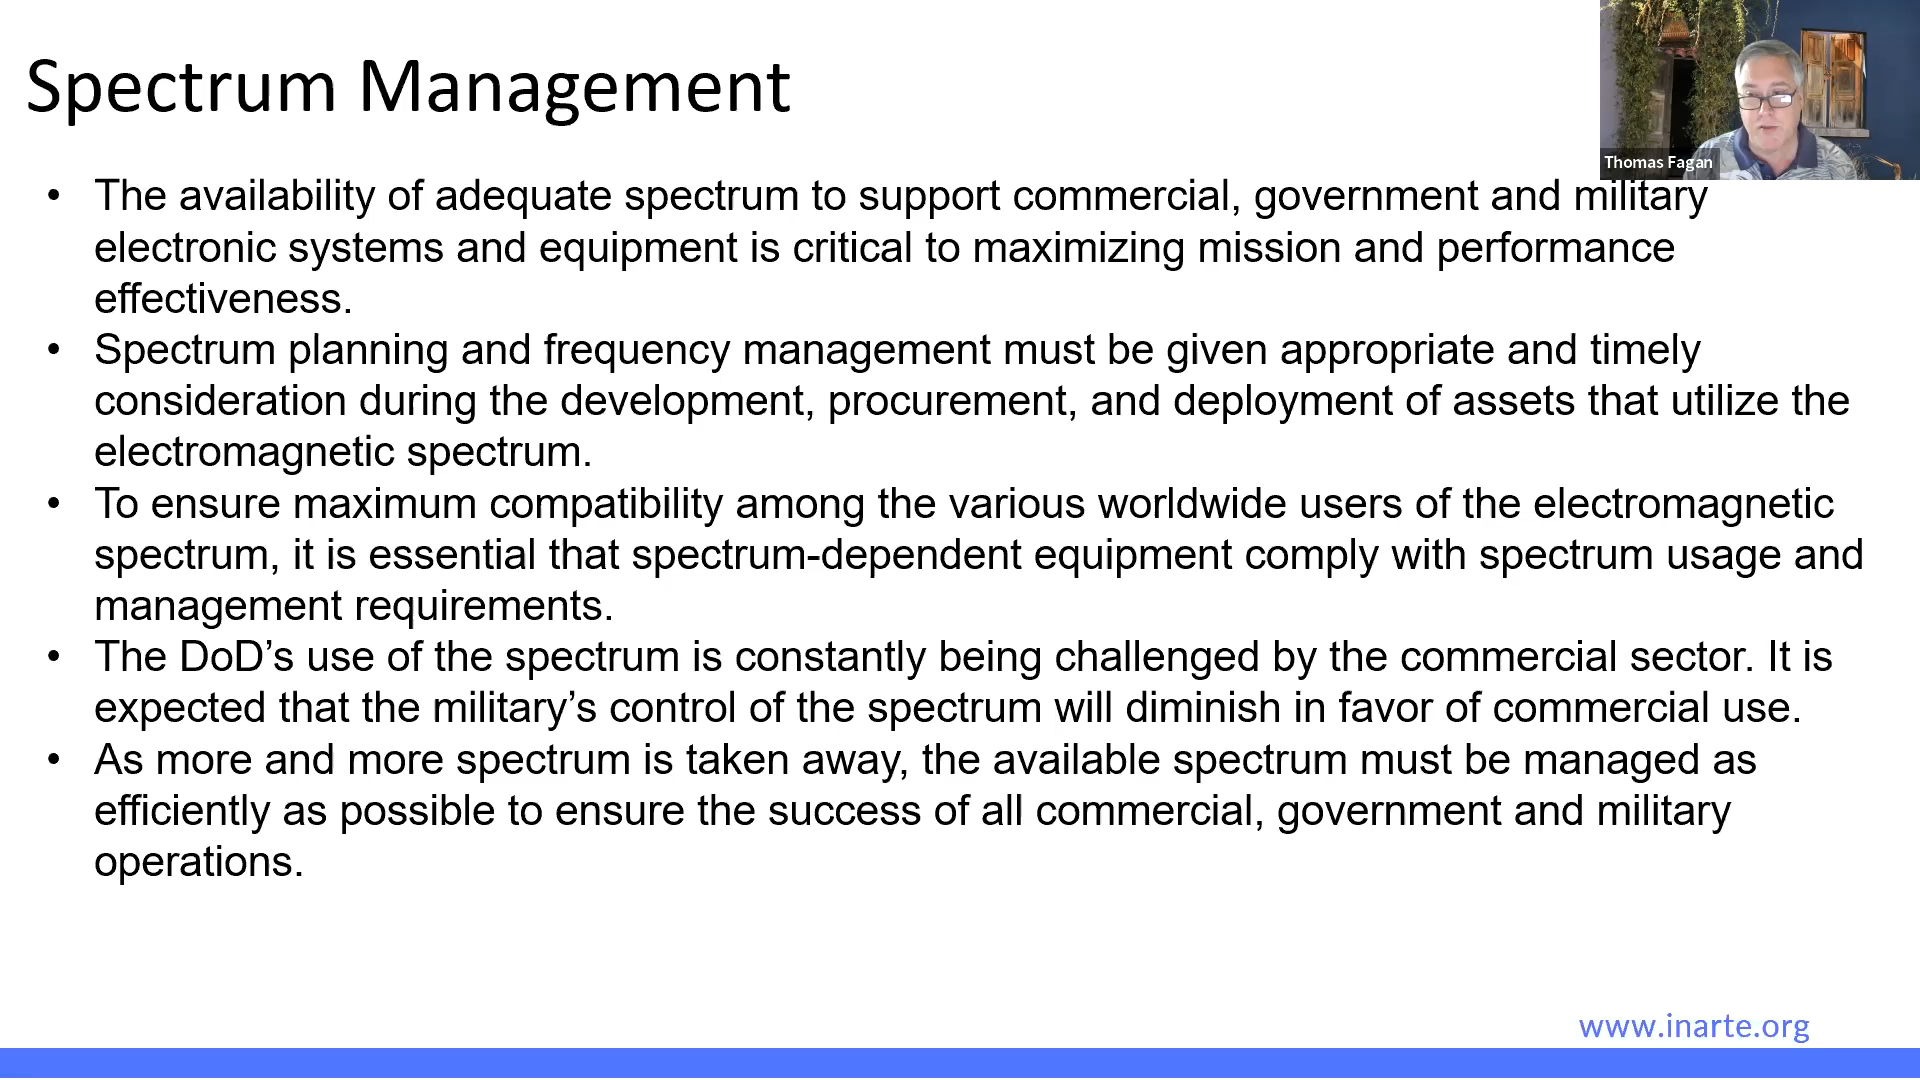 Spectrum Management
Thomas Fagan
• The availability of adequate spectrum to support commercial, government and military
electronic systems and equipment is critical to maximizing mission and performance
effectiveness.
• Spectrum planning and frequency management must be given appropriate and timely
consideration during the development, procurement, and deployment of assets that utilize the
electromagnetic spectrum.
• To ensure maximum compatibility among the various worldwide users of the electromagnetic
spectrum, it is essential that spectrum-dependent equipment comply with spectrum usage and
management requirements.
• The DoD’s use of the spectrum is constantly being challenged by the commercial sector. It is
expected that the military’s control of the spectrum will diminish in favor of commercial use.
• As more and more spectrum is taken away, the available spectrum must be managed as
efficiently as possible to ensure the success of all commercial, government and military
operations.
www.inarte.org